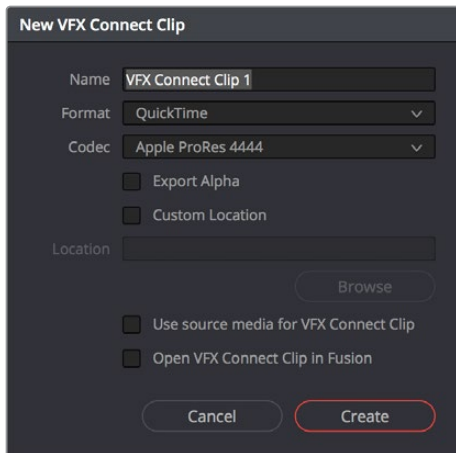 New VFX Connect Clip
Name VFX Connect Clip 1
Format QuickTime
Codec Apple ProRes 4444
Export Alpha
Custom Location
Location
Browse
Use source media for VFX Connect Clip
Open VFX Connect Clip in Fusion
Cancel Create